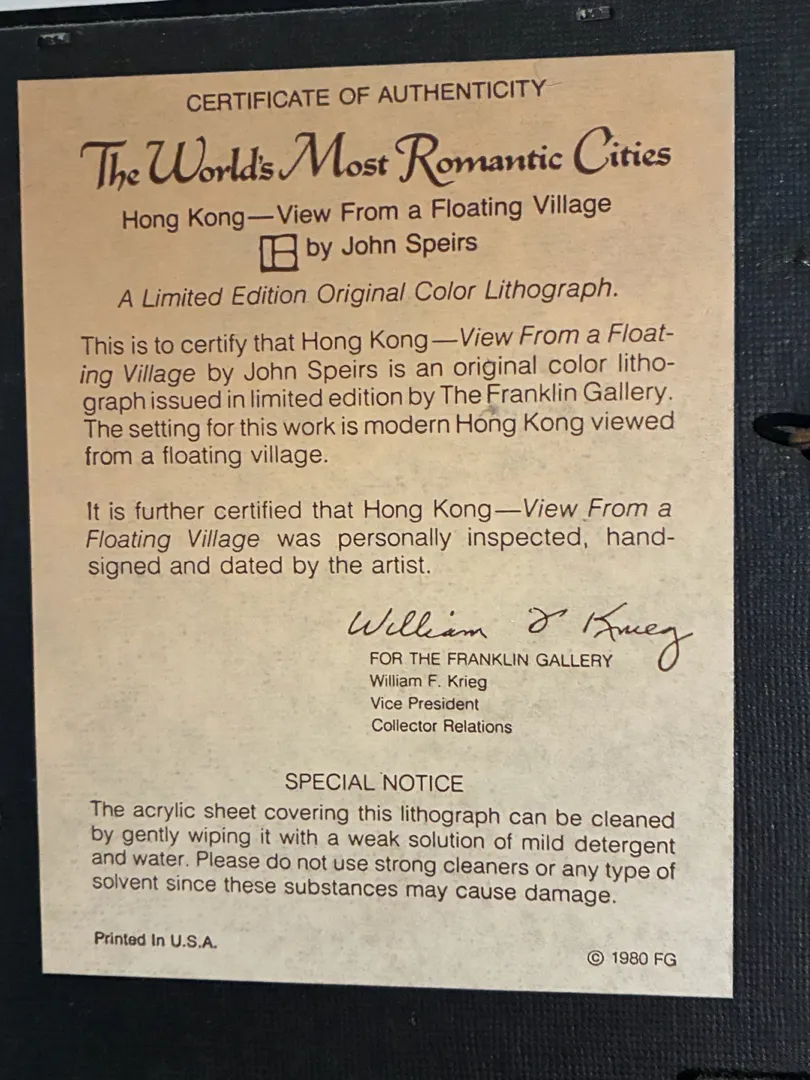 CERTIFICATE OF AUTHENTICITY
The World's Most Romantic Cities
Hong Kong—View From a Floating Village
by John Speirs
A Limited Edition Original Color Lithograph.
This is to certify that Hong Kong—View From a Float-
ing Village by John Speirs is an original color litho-
graph issued in limited edition by The Franklin Gallery.
The setting for this work is modern Hong Kong viewed
from a floating village.
It is further certified that Hong Kong—View From a
Floating Village was personally inspected, hand-
signed and dated by the artist.
William F Krieg
FOR THE FRANKLIN GALLERY
William F. Krieg
Vice President
Collector Relations
SPECIAL NOTICE
The acrylic sheet covering this lithograph can be cleaned
by gently wiping it with a weak solution of mild detergent
and water. Please do not use strong cleaners or any type of
solvent since these substances may cause damage.
Printed In U.S.A.
© 1980 FG